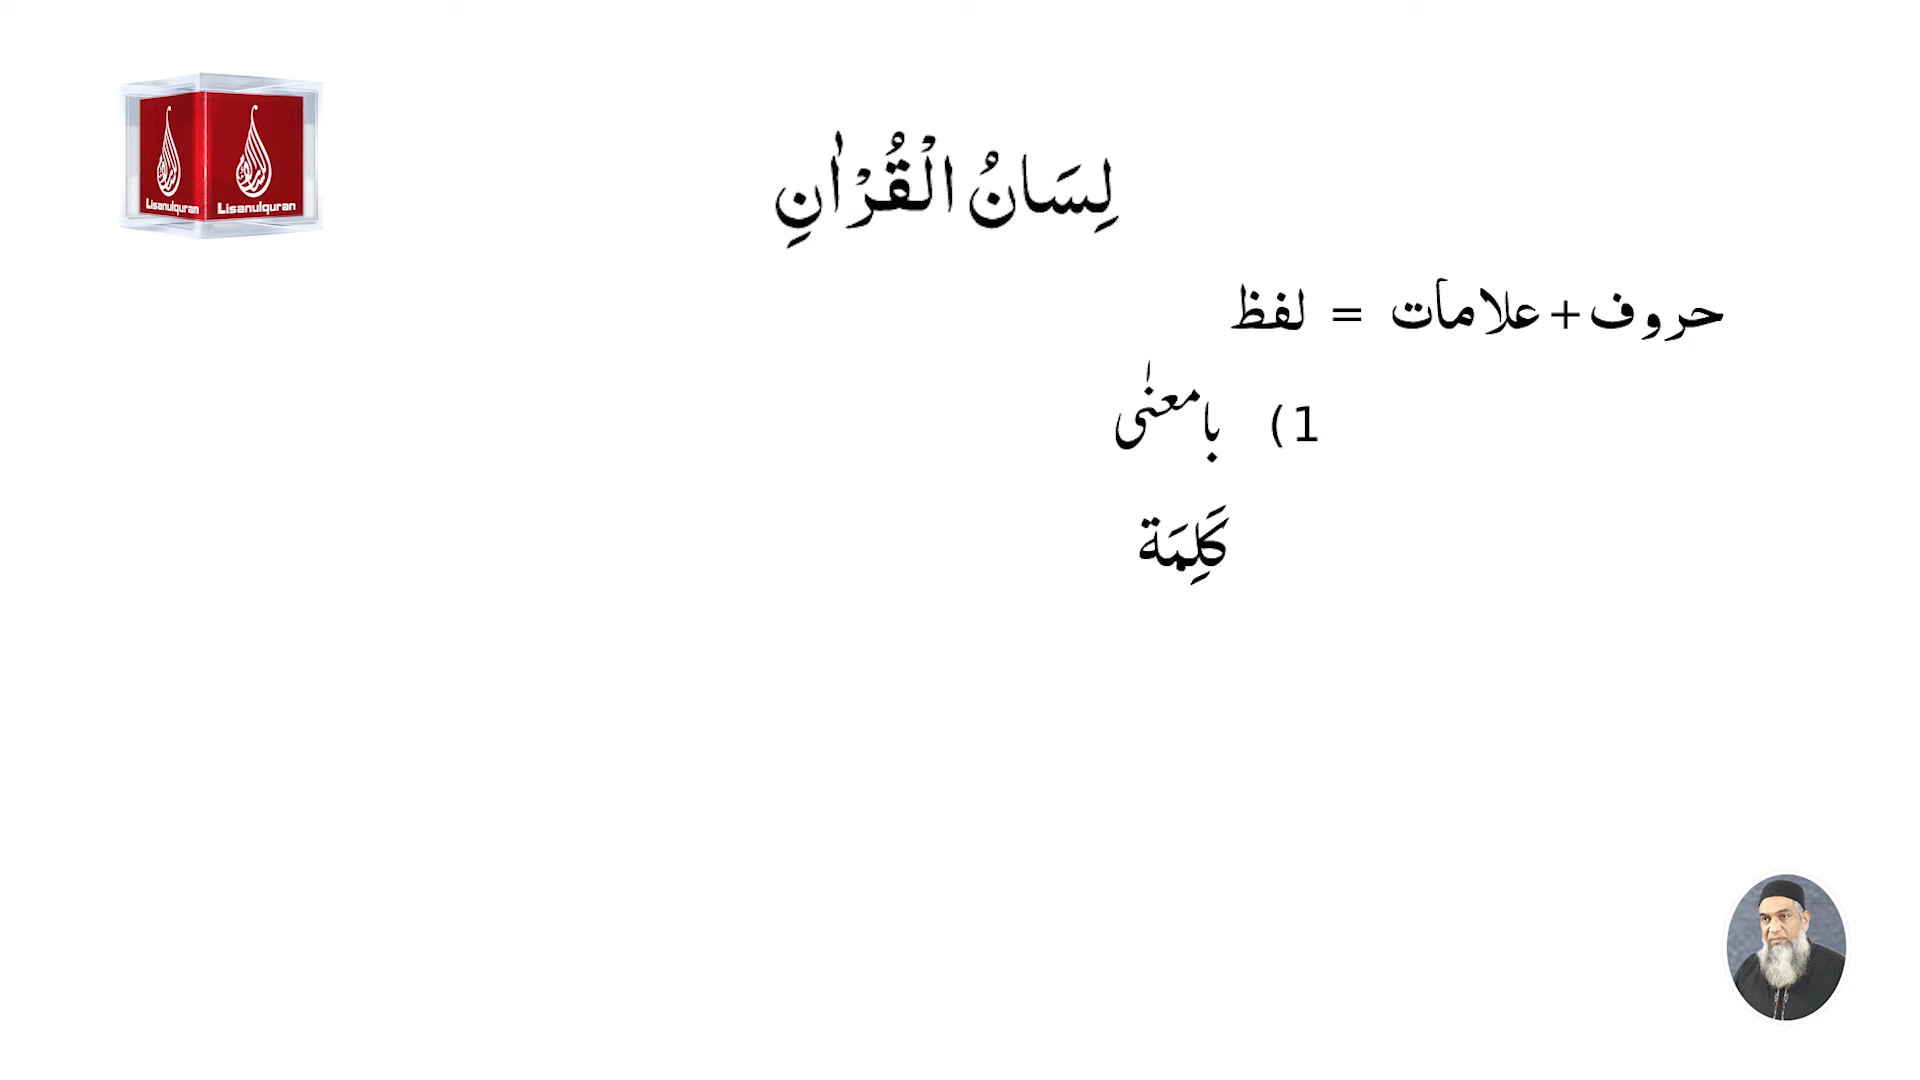 Lisanulquran Lisanulquran
لِسَانُ الْقُرْاٰنِ
حروف+علامات = لفظ
1) بامعنٰی
كَلِمَة